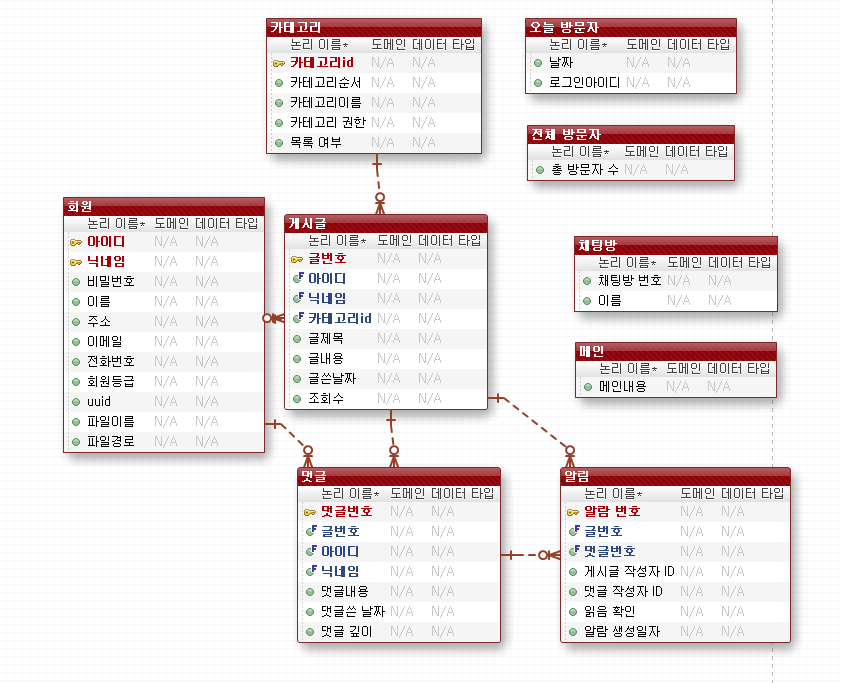 카테고리
논리 이름* 도메인 데이터 타입
카테고리id N/A N/A
카테고리순서 N/A N/A
카테고리이름 N/A N/A
카테고리 권한 N/A N/A
목록 여부 N/A N/A
오늘 방문자
논리 이름* 도메인 데이터 타입
날짜 N/A N/A
로그인아이디 N/A N/A
전체 방문자
논리 이름* 도메인 데이터 타입
총 방문자 수 N/A N/A
회원
논리 이름* 도메인 데이터 타입
아이디 N/A N/A
닉네임 N/A N/A
비밀번호 N/A N/A
이름 N/A N/A
주소 N/A N/A
이메일 N/A N/A
전화번호 N/A N/A
회원등급 N/A N/A
uuid N/A N/A
파일이름 N/A N/A
파일경로 N/A N/A
게시글
논리 이름* 도메인 데이터 타입
글번호 N/A N/A
아이디 N/A N/A
닉네임 N/A N/A
카테고리id N/A N/A
글제목 N/A N/A
글내용 N/A N/A
글쓴날짜 N/A N/A
조회수 N/A N/A
채팅방
논리 이름* 도메인 데이터 타입
채팅방 번호 N/A N/A
이름 N/A N/A
메인
논리 이름* 도메인 데이터 타입
메인내용 N/A N/A
댓글
논리 이름* 도메인 데이터 타입
댓글번호 N/A N/A
글번호 N/A N/A
아이디 N/A N/A
닉네임 N/A N/A
댓글내용 N/A N/A
댓글쓴 날짜 N/A N/A
댓글 깊이 N/A N/A
알림
논리 이름* 도메인 데이터 타입
알람 번호 N/A N/A
글번호 N/A N/A
댓글번호 N/A N/A
게시글 작성자 ID N/A N/A
댓글 작성자 ID N/A N/A
읽음 확인 N/A N/A
알람 생성일자 N/A N/A